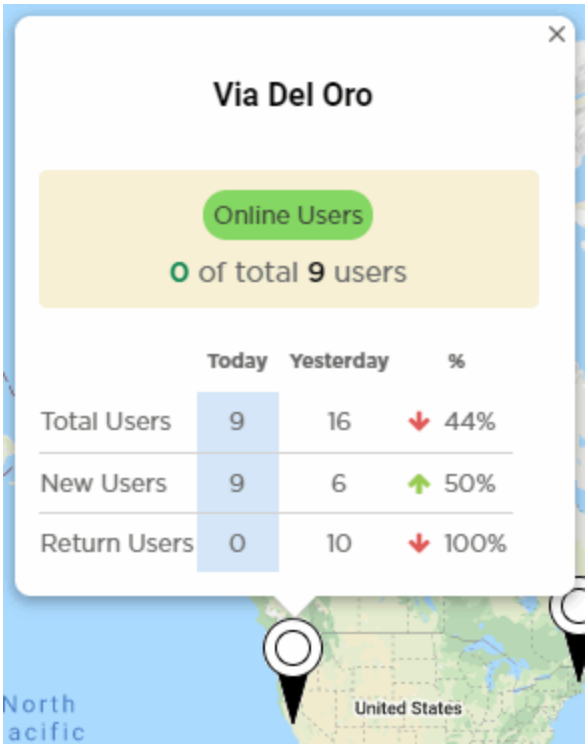 Via Del Oro
Online Users
0 of total 9 users
Today Yesterday %
Total Users 9 16 44%
New Users 9 6 50%
Return Users 0 10 100%
United States
North
acific